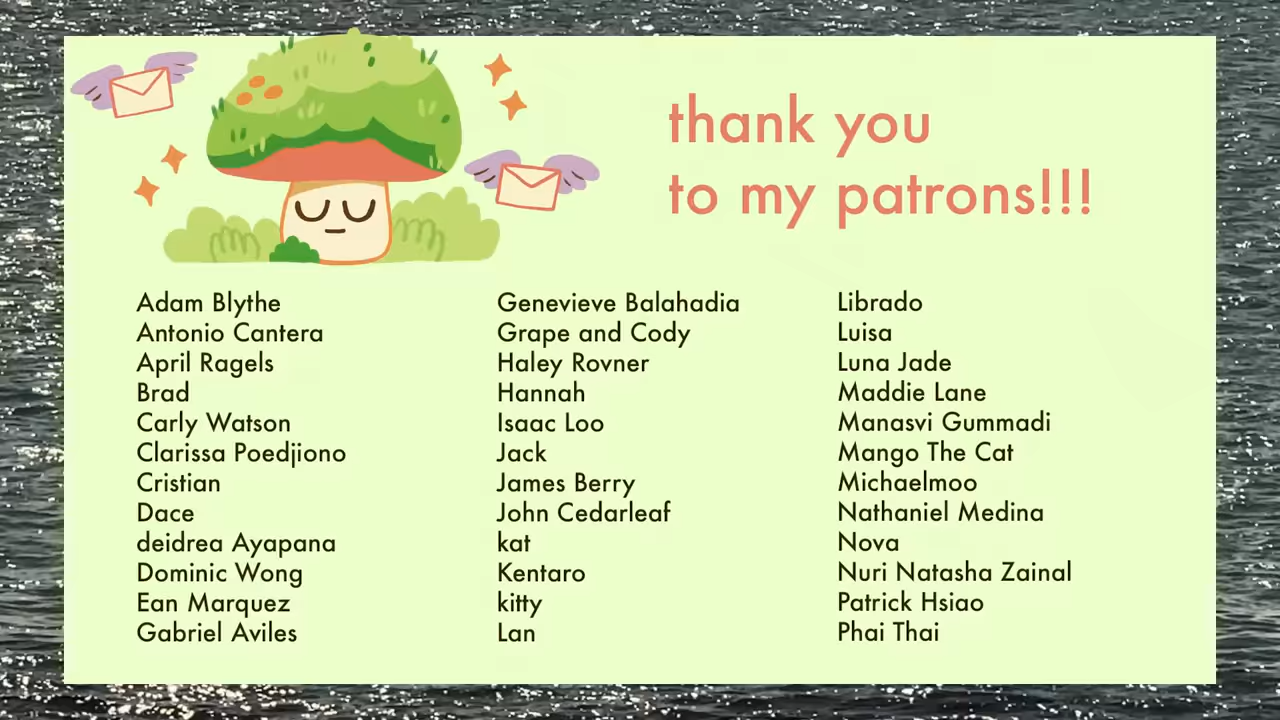 thank you
to my patrons!!!
Adam Blythe
Antonio Cantera
April Ragels
Brad
Carly Watson
Clarissa Poedjiono
Cristian
Dace
deidrea Ayapana
Dominic Wong
Ean Marquez
Gabriel Aviles
Genevieve Balahadia
Grape and Cody
Haley Rovner
Hannah
Isaac Loo
Jack
James Berry
John Cedarleaf
kat
Kentaro
kitty
Lan
Librado
Luisa
Luna Jade
Maddie Lane
Manasvi Gummadi
Mango The Cat
Michaelmoo
Nathaniel Medina
Nova
Nuri Natasha Zainal
Patrick Hsiao
Phai Thai